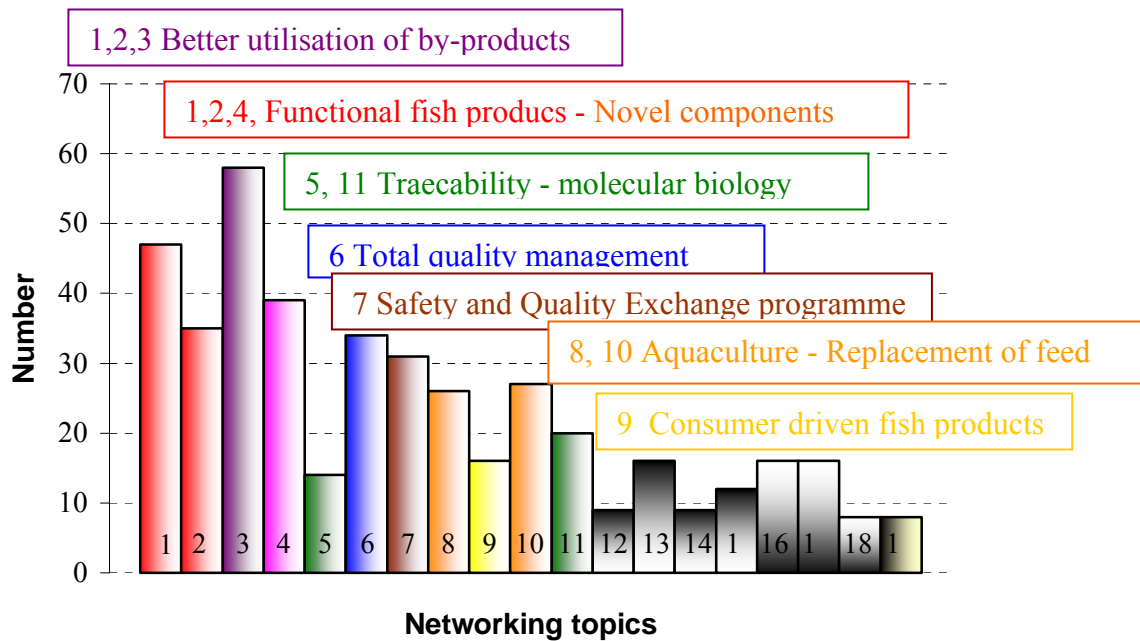 1,2,3 Better utilisation of by-products
70
1,2,4, Functional fish producs - Novel components
60
5, 11 Traecability - molecular biology
50
6 Total quality management
40
7 Safety and Quality Exchange programme
30
8, 10 Aquaculture - Replacement of feed
20
9 Consumer driven fish products
10
0
Number
1 2 3 4 5 6 7 8 9 10 11 12 13 14 1 16 1 18 1
Networking topics